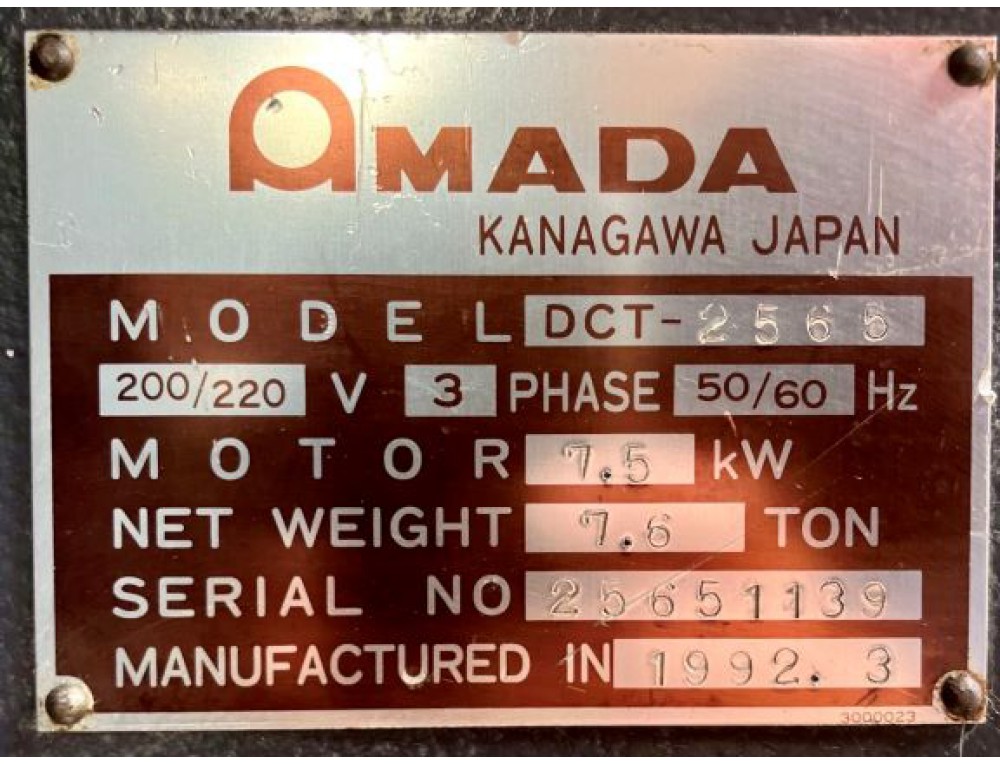 AMADA
KANAGAWA JAPAN
MODEL DCT-2565
200/220 V 3 PHASE 50/60 Hz
MOTOR 7.5 kW
NET WEIGHT 7.6 TON
SERIAL NO 25651139
MANUFACTURED IN 1992. 3
3000023